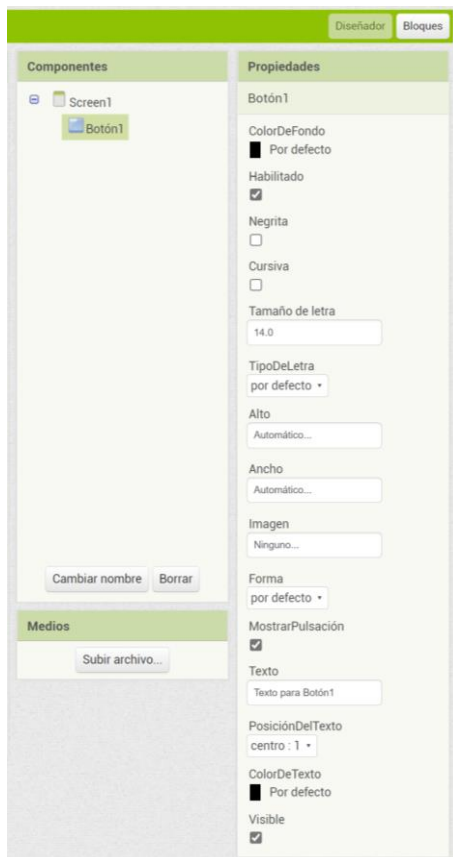 Diseñador Bloques
Componentes
Screen1
Botón1
Cambiar nombre Borrar
Medios
Subir archivo...
Propiedades
Botón1
ColorDeFondo
Por defecto
Habilitado
Negrita
Cursiva
Tamaño de letra
14.0
TipoDeLetra
por defecto
Alto
Automático...
Ancho
Automático...
Imagen
Ninguno...
Forma
por defecto
MostrarPulsación
Texto
Texto para Botón1
PosiciónDelTexto
centro : 1
ColorDeTexto
Por defecto
Visible